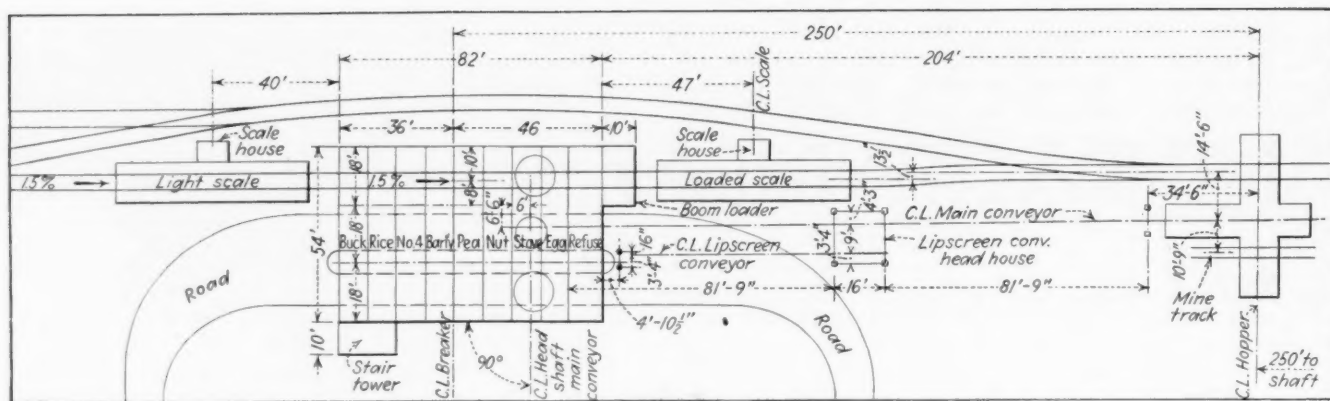 250'
82'
204'
40'
47'
C.L. Scale
Scale
house
36'
46
10'
Scale
house
13½
14'-6"
1.5%
Light scale
18'
1.5%
10'
8'
6'
6'-6"
Loaded scale
4'-3"
34'-6"
Boom loader
C.L. Main conveyor
54'
18'
Buck Rice No.4 Barl'y Pea Nut Stove Egg Refuse
16"
C.L. Lipscreen
conveyor
3'-4"
9'
Lipscreen conv.
head house
10'-9"
Road
18'
3'-4"
81'-9"
16'
81'-9"
Mine
track
4'-10½"
Road
10'
Stair
tower
C.L. Breaker
90°
C.L. Head
shaft
main
conveyor
C.L. Hopper
250' to
shaft